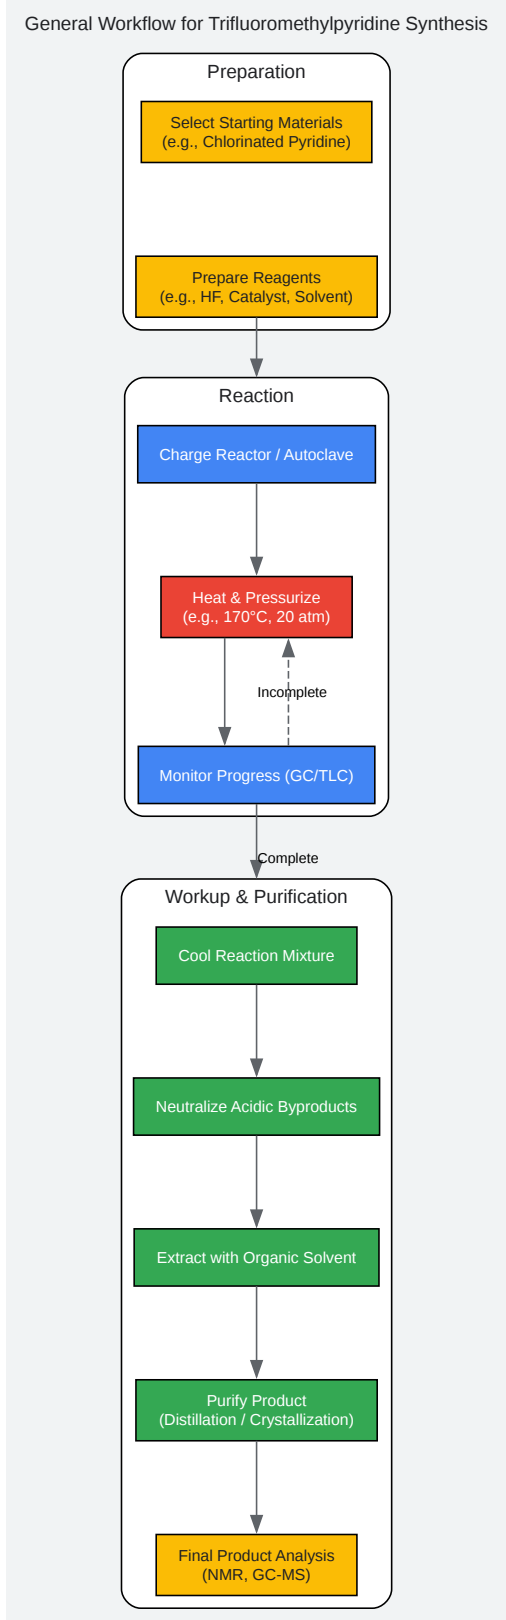 General Workflow for Trifluoromethylpyridine Synthesis
Preparation
Select Starting Materials
(e.g., Chlorinated Pyridine)
Prepare Reagents
(e.g., HF, Catalyst, Solvent)
Reaction
Charge Reactor / Autoclave
Heat & Pressurize
(e.g., 170°C, 20 atm)
Incomplete
Monitor Progress (GC/TLC)
Complete
Workup & Purification
Cool Reaction Mixture
Neutralize Acidic Byproducts
Extract with Organic Solvent
Purify Product
(Distillation / Crystallization)
Final Product Analysis
(NMR, GC-MS)